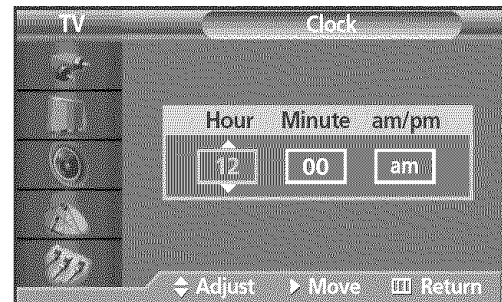 TV Clock
Hour Minute am/pm
12 00 am
Adjust Move Return